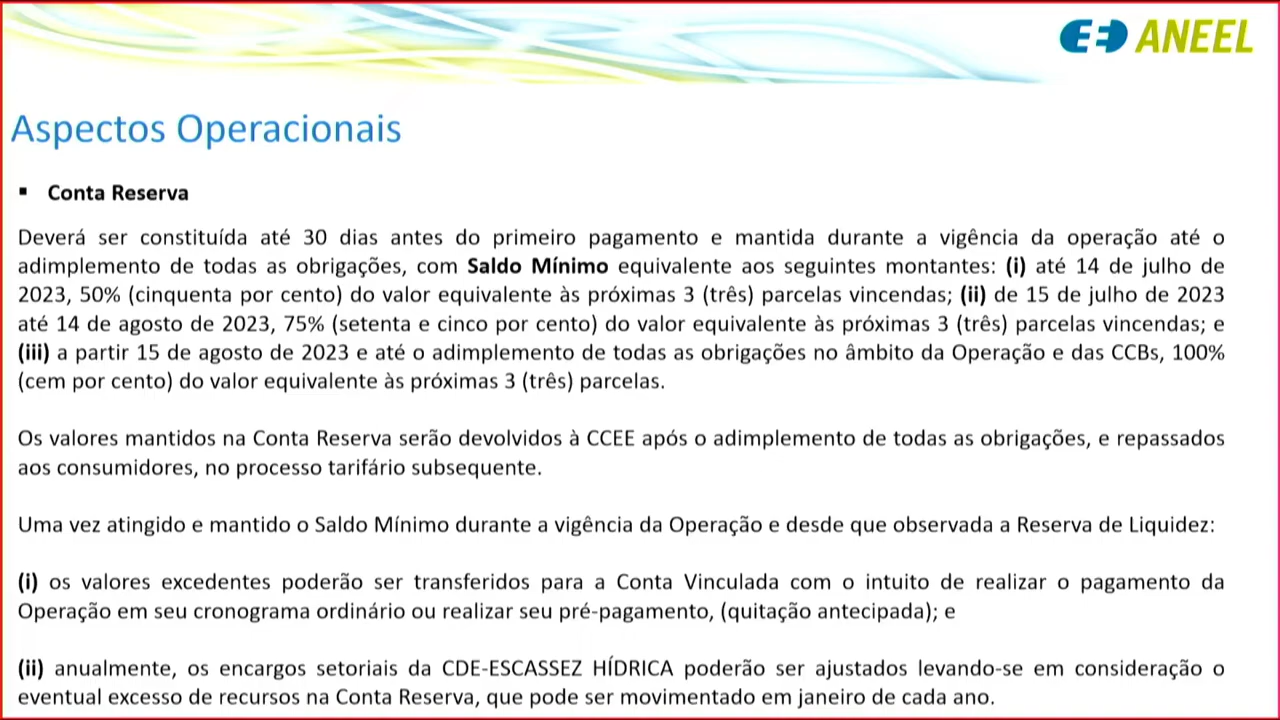 ANEEL
Aspectos Operacionais
▪ Conta Reserva
Deverá ser constituída até 30 dias antes do primeiro pagamento e mantida durante a vigência da operação até o
adimplemento de todas as obrigações, com Saldo Mínimo equivalente aos seguintes montantes: (i) até 14 de julho de
2023, 50% (cinquenta por cento) do valor equivalente às próximas 3 (três) parcelas vincendas; (ii) de 15 de julho de 2023
até 14 de agosto de 2023, 75% (setenta e cinco por cento) do valor equivalente às próximas 3 (três) parcelas vincendas; e
(iii) a partir 15 de agosto de 2023 e até o adimplemento de todas as obrigações no âmbito da Operação e das CCBs, 100%
(cem por cento) do valor equivalente às próximas 3 (três) parcelas.
Os valores mantidos na Conta Reserva serão devolvidos à CCEE após o adimplemento de todas as obrigações, e repassados
aos consumidores, no processo tarifário subsequente.
Uma vez atingido e mantido o Saldo Mínimo durante a vigência da Operação e desde que observada a Reserva de Liquidez:
(i) os valores excedentes poderão ser transferidos para a Conta Vinculada com o intuito de realizar o pagamento da
Operação em seu cronograma ordinário ou realizar seu pré-pagamento, (quitação antecipada); e
(ii) anualmente, os encargos setoriais da CDE-ESCASSEZ HÍDRICA poderão ser ajustados levando-se em consideração o
eventual excesso de recursos na Conta Reserva, que pode ser movimentado em janeiro de cada ano.